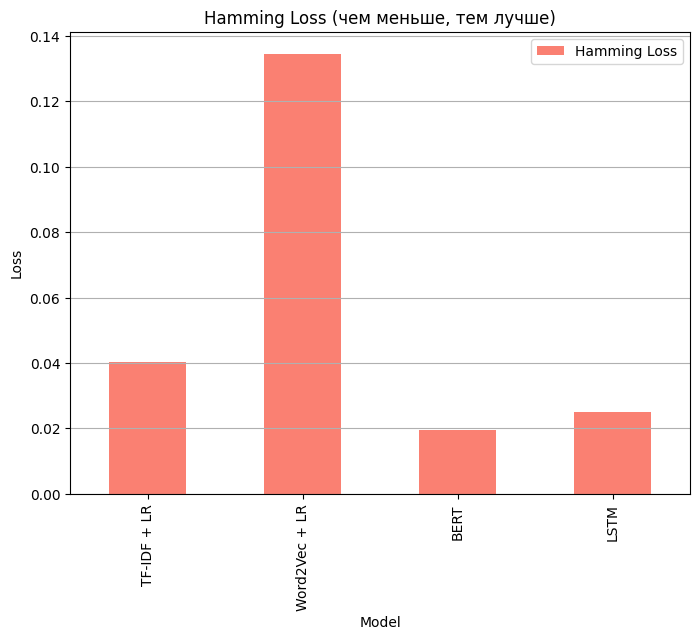 Hamming Loss (чем меньше, тем лучше)
Hamming Loss
0.14
0.12
0.10
0.08
0.06
0.04
0.02
0.00
Loss
TF-IDF + LR
Word2Vec + LR
BERT
LSTM
Model